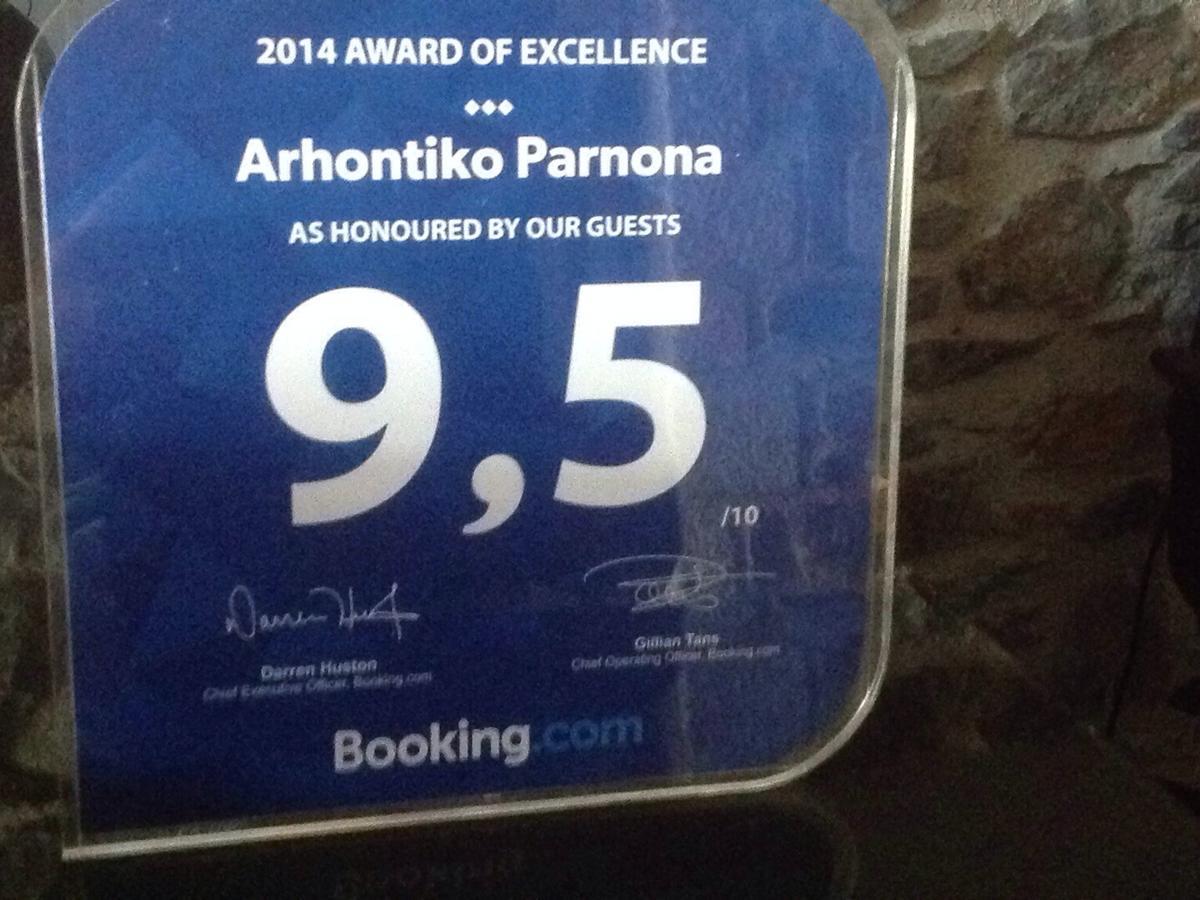 2014 AWARD OF EXCELLENCE
Arhontiko Parnona
AS HONOURED BY OUR GUESTS
9,5
/10
Darren Huston
Chief Executive Officer, Booking.com
Gillian Tans
Chief Operating Officer, Booking.com
Booking.com